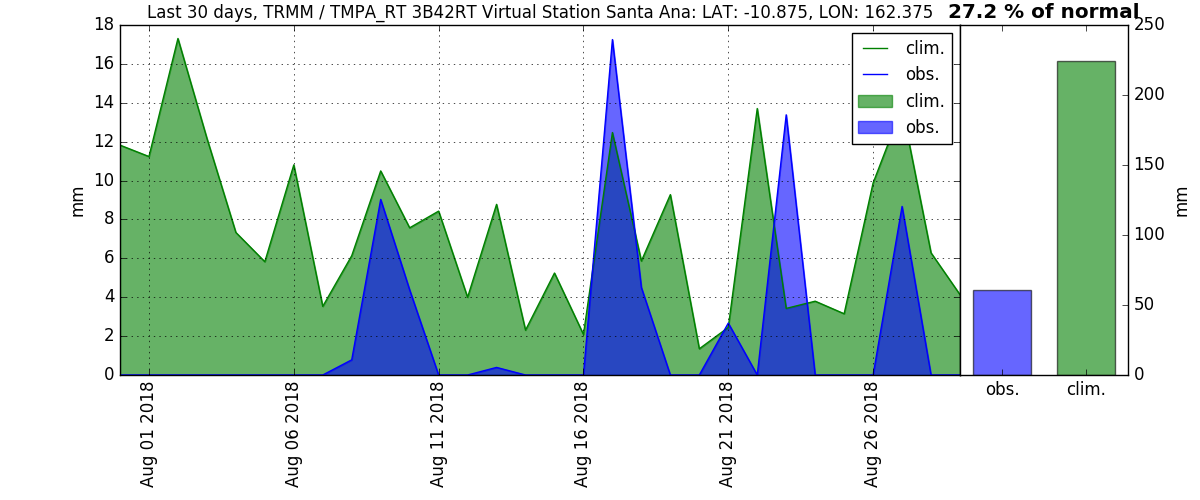 Last 30 days, TRMM / TMPA_RT 3B42RT Virtual Station Santa Ana: LAT: -10.875, LON: 162.375 27.2 % of normal
18
16
14
12
10
8
6
4
2
0
mm
clim.
obs.
clim.
obs.
Aug 01 2018
Aug 06 2018
Aug 11 2018
Aug 16 2018
Aug 21 2018
Aug 26 2018
250
200
150
100
50
0
mm
obs. clim.